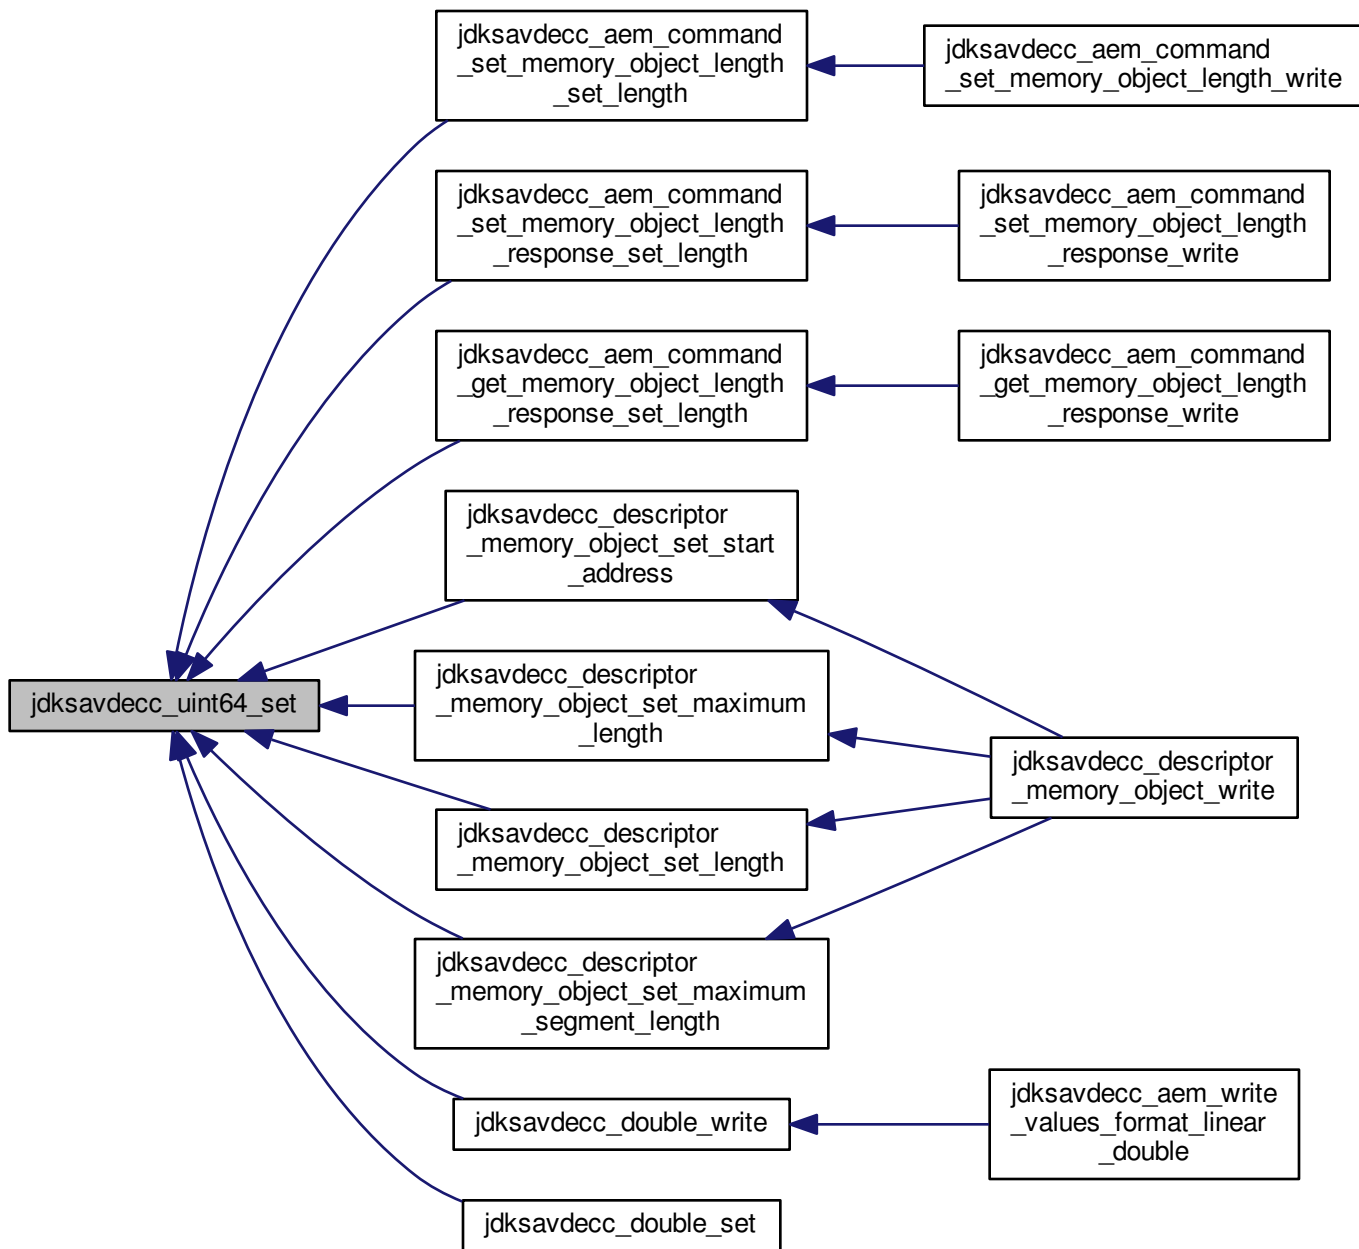 jdksavdecc_aem_command
_set_memory_object_length
_set_length
jdksavdecc_aem_command
_set_memory_object_length_write
jdksavdecc_aem_command
_set_memory_object_length
_response_set_length
jdksavdecc_aem_command
_set_memory_object_length
_response_write
jdksavdecc_aem_command
_get_memory_object_length
_response_set_length
jdksavdecc_aem_command
_get_memory_object_length
_response_write
jdksavdecc_descriptor
_memory_object_set_start
_address
jdksavdecc_uint64_set
jdksavdecc_descriptor
_memory_object_set_maximum
_length
jdksavdecc_descriptor
_memory_object_write
jdksavdecc_descriptor
_memory_object_set_length
jdksavdecc_descriptor
_memory_object_set_maximum
_segment_length
jdksavdecc_double_write
jdksavdecc_aem_write
_values_format_linear
_double
jdksavdecc_double_set